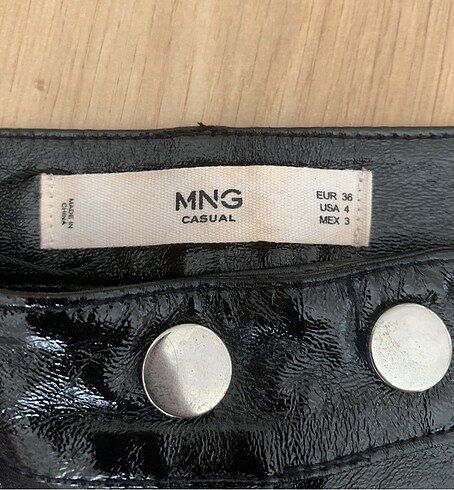 MADE IN
CHINA
MNG
CASUAL
EUR 36
USA 4
MEX 3